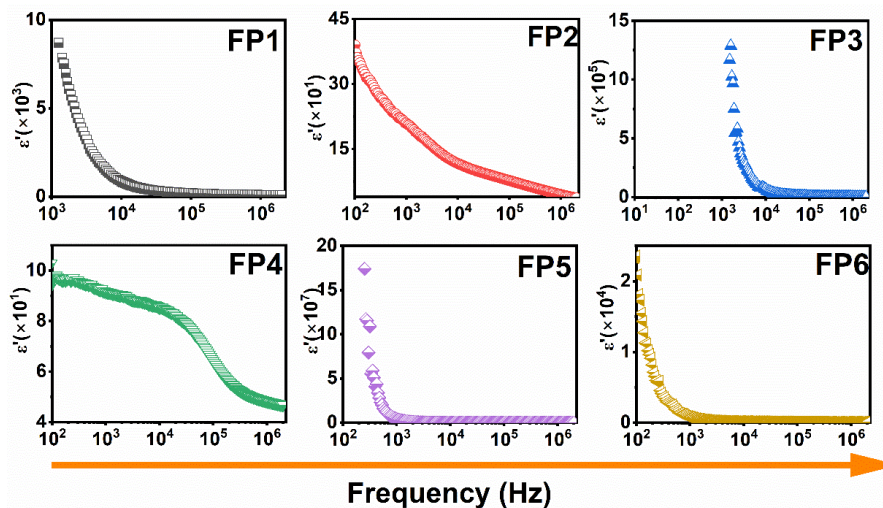 FP1
ε'(×10³)
10
5
0
10³ 10⁴ 10⁵ 10⁶
FP2
ε'(×10¹)
45
30
15
10² 10³ 10⁴ 10⁵ 10⁶
FP3
ε'(×10⁵)
15
10
5
0
10¹ 10² 10³ 10⁴ 10⁵ 10⁶
FP4
ε'(×10¹)
10
8
6
4
10² 10³ 10⁴ 10⁵ 10⁶
FP5
ε'(×10⁷)
20
15
10
5
0
10³ 10⁴ 10⁵ 10⁶
FP6
ε'(×10⁴)
2
1
0
10² 10³ 10⁴ 10⁵ 10⁶
Frequency (Hz)